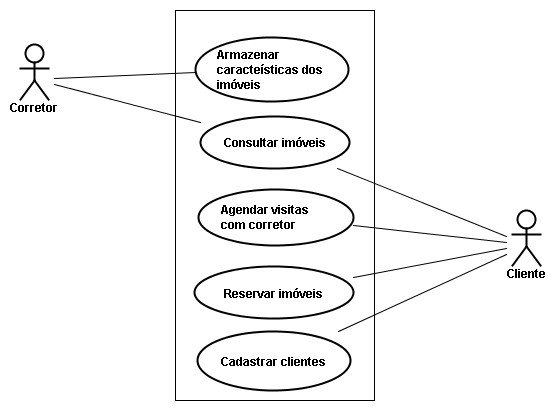 Armazenar
caracteísticas dos
imóveis
Corretor
Consultar imóveis
Agendar visitas
com corretor
Cliente
Reservar imóveis
Cadastrar clientes